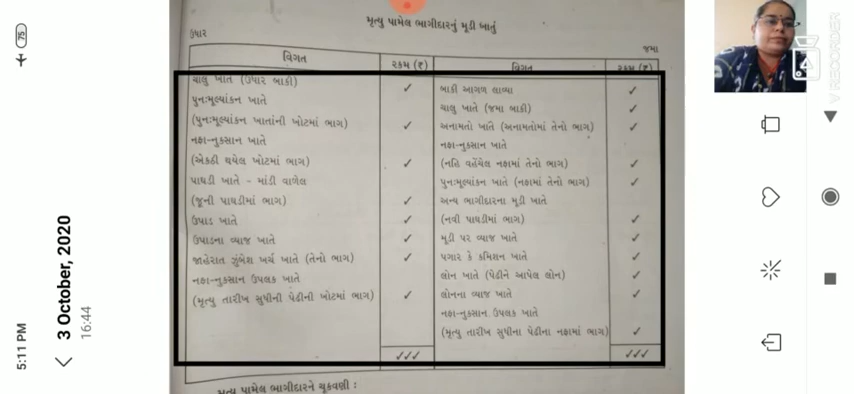 મૃત્યુ પામેલ ભાગીદારનું મૂડી ખાતું
ઉધાર
જમા
વિગત
રકમ (₹)
વિગત
રકમ (₹)
ચાલુ ખાતે (ઉધાર બાકી) ✓
પુનઃમૂલ્યાંકન ખાતે
(પુનઃમૂલ્યાંકન ખાતાંની ખોટમાં ભાગ) ✓
નફા-નુકસાન ખાતે
(એકઠી થયેલ ખોટમાં ભાગ) ✓
પાઘડી ખાતે - માંડી વાળેલ
(જૂની પાઘડીમાં ભાગ) ✓
ઉપાડ ખાતે ✓
ઉપાડના વ્યાજ ખાતે ✓
જાહેરાત ઝુંબેશ ખર્ચ ખાતે (તેનો ભાગ) ✓
નફા-નુકસાન ઉપલક ખાતે
(મૃત્યુ તારીખ સુધીની પેઢીની ખોટમાં ભાગ) ✓
✓✓✓
બાકી આગળ લાવ્યા ✓
ચાલુ ખાતે (જમા બાકી) ✓
અનામતો ખાતે (અનામતોમાં તેનો ભાગ) ✓
નફા-નુકસાન ખાતે
(નહિ વહેંચેલ નફામાં તેનો ભાગ) ✓
પુનઃમૂલ્યાંકન ખાતે (નફામાં તેનો ભાગ) ✓
અન્ય ભાગીદારના મૂડી ખાતે
(નવી પાઘડીમાં ભાગ) ✓
મૂડી પર વ્યાજ ખાતે ✓
પગાર કે કમિશન ખાતે ✓
લોન ખાતે (પેઢીને આપેલ લોન) ✓
લોનના વ્યાજ ખાતે ✓
નફા-નુકસાન ઉપલક ખાતે
(મૃત્યુ તારીખ સુધીના પેઢીના નફામાં ભાગ) ✓
✓✓✓
મૃત્યુ પામેલ ભાગીદારને ચૂકવણી :
75
3 October, 2020
16:44
5:11 PM
RECORDER